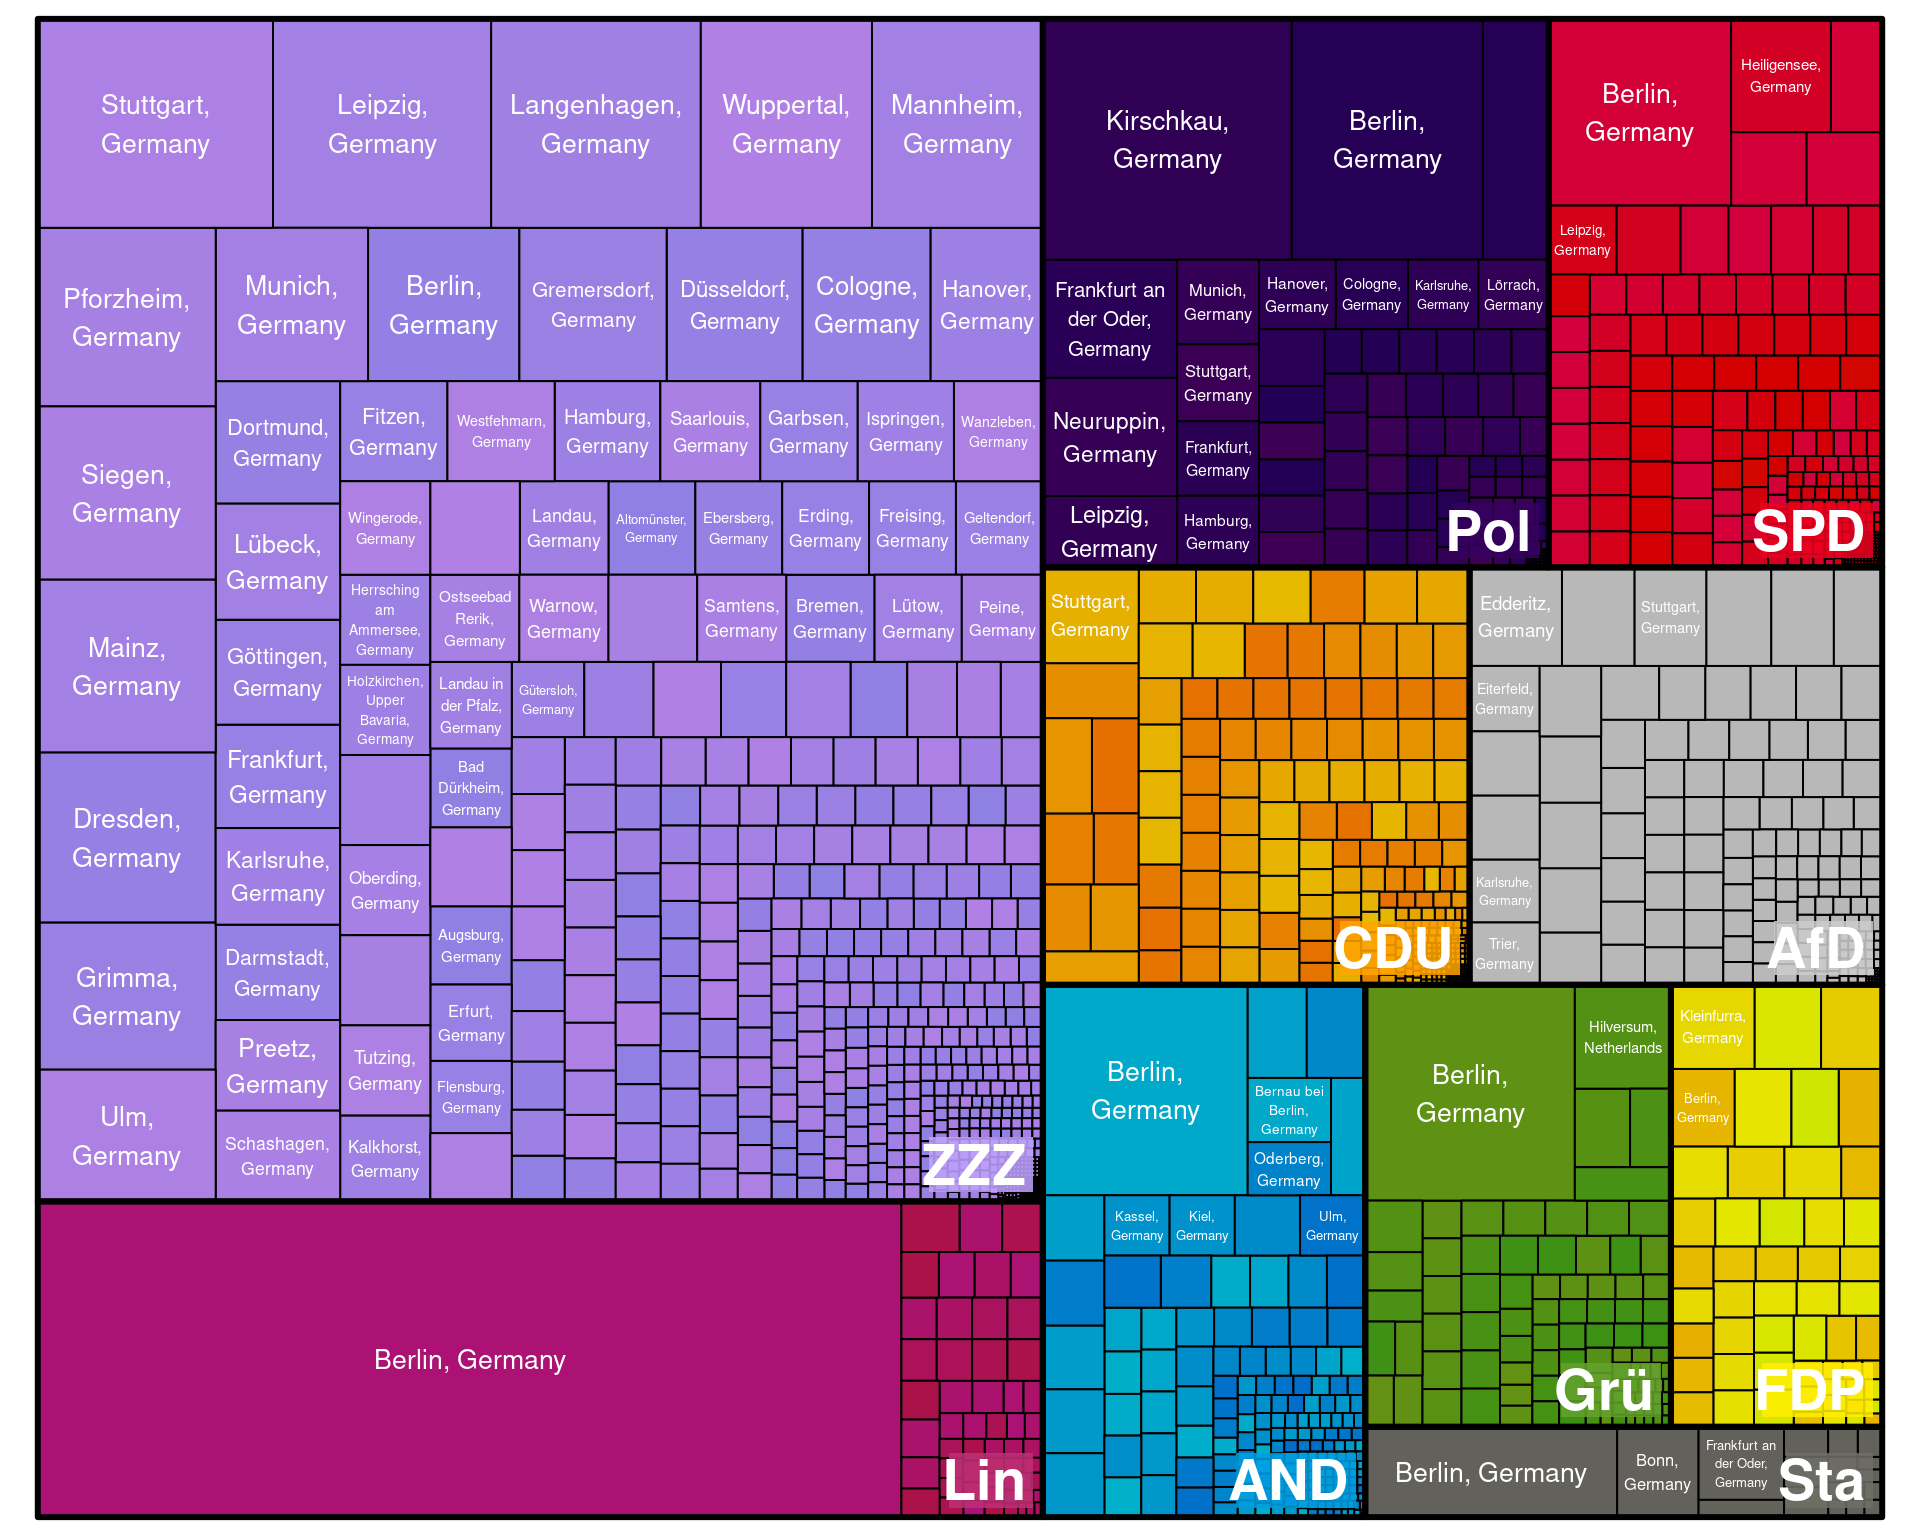 Stuttgart,
Germany
Leipzig,
Germany
Langenhagen,
Germany
Wuppertal,
Germany
Mannheim,
Germany
Pforzheim,
Germany
Munich,
Germany
Berlin,
Germany
Gremersdorf,
Germany
Düsseldorf,
Germany
Cologne,
Germany
Hanover,
Germany
Siegen,
Germany
Dortmund,
Germany
Fitzen,
Germany
Westfehmarn,
Germany
Hamburg,
Germany
Saarlouis,
Germany
Garbsen,
Germany
Ispringen,
Germany
Wanzleben,
Germany
Lübeck,
Germany
Wingerode,
Germany
Landau,
Germany
Altomünster,
Germany
Ebersberg,
Germany
Erding,
Germany
Freising,
Germany
Geltendorf,
Germany
Mainz,
Germany
Göttingen,
Germany
Herrsching
am
Ammersee,
Germany
Ostseebad
Rerik,
Germany
Warnow,
Germany
Samtens,
Germany
Bremen,
Germany
Lütow,
Germany
Peine,
Germany
Holzkirchen,
Upper
Bavaria,
Germany
Landau in
der Pfalz,
Germany
Gütersloh,
Germany
Dresden,
Germany
Frankfurt,
Germany
Bad
Dürkheim,
Germany
Karlsruhe,
Germany
Oberding,
Germany
Grimma,
Germany
Darmstadt,
Germany
Augsburg,
Germany
Preetz,
Germany
Tutzing,
Germany
Erfurt,
Germany
Ulm,
Germany
Schashagen,
Germany
Kalkhorst,
Germany
Flensburg,
Germany
ZZZ
Berlin, Germany
Lin
Kirschkau,
Germany
Berlin,
Germany
Frankfurt an
der Oder,
Germany
Munich,
Germany
Hanover,
Germany
Cologne,
Germany
Karlsruhe,
Germany
Lörrach,
Germany
Neuruppin,
Germany
Stuttgart,
Germany
Frankfurt,
Germany
Leipzig,
Germany
Hamburg,
Germany
Pol
Berlin,
Germany
Heiligensee,
Germany
Leipzig,
Germany
SPD
Stuttgart,
Germany
CDU
Edderitz,
Germany
Stuttgart,
Germany
Eiterfeld,
Germany
Karlsruhe,
Germany
Trier,
Germany
AfD
Berlin,
Germany
Bernau bei
Berlin,
Germany
Oderberg,
Germany
Kassel,
Germany
Kiel,
Germany
Ulm,
Germany
AND
Berlin,
Germany
Hilversum,
Netherlands
Grü
Kleinfurra,
Germany
Berlin,
Germany
FDP
Berlin, Germany
Bonn,
Germany
Frankfurt an
der Oder,
Germany
Sta